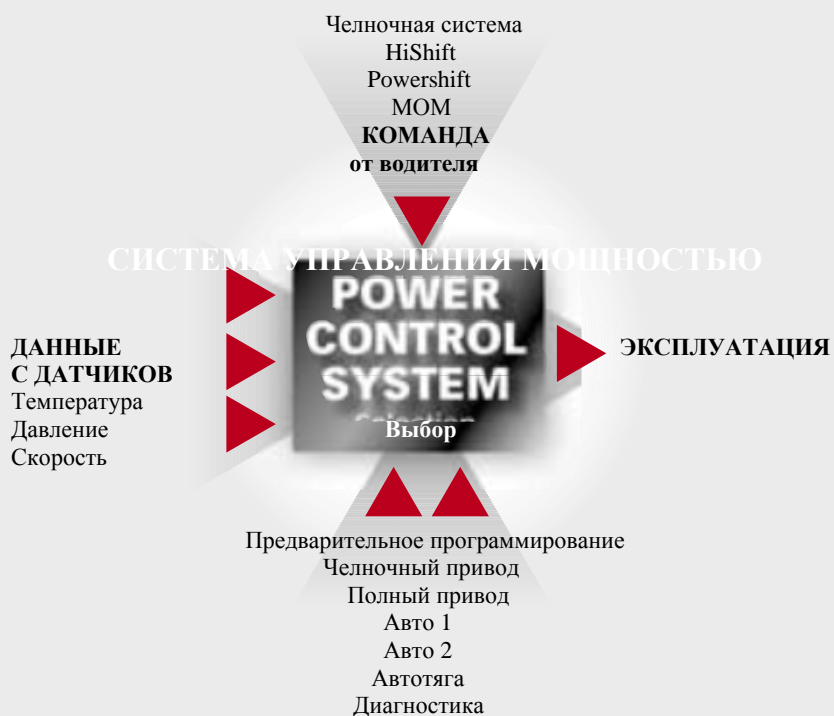 Челночная система
HiShift
Powershift
МОМ
КОМАНДА
от водителя
СИСТЕМА УПРАВЛЕНИЯ МОЩНОСТЬЮ
POWER
CONTROL
SYSTEM
Выбор
ДАННЫЕ
С ДАТЧИКОВ
Температура
Давление
Скорость
ЭКСПЛУАТАЦИЯ
Предварительное программирование
Челночный привод
Полный привод
Авто 1
Авто 2
Автотяга
Диагностика